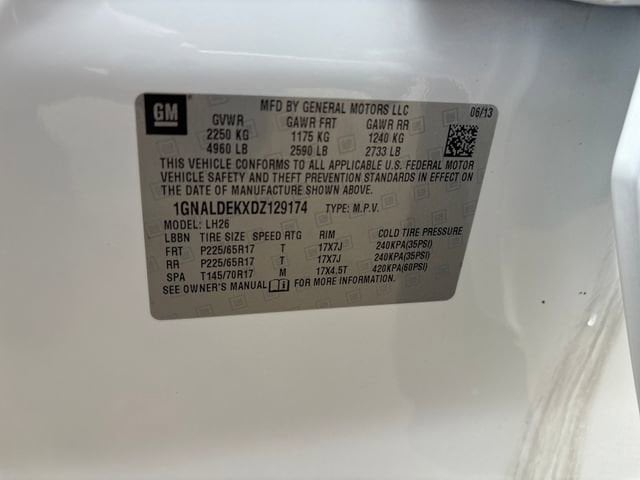 GM
MFD BY GENERAL MOTORS LLC 06/13
GVWR GAWR FRT GAWR RR
2250 KG 1175 KG 1240 KG
4960 LB 2590 LB 2733 LB
THIS VEHICLE CONFORMS TO ALL APPLICABLE U.S. FEDERAL MOTOR
VEHICLE SAFETY AND THEFT PREVENTION STANDARDS IN EFFECT ON
THE DATE OF MANUFACTURE SHOWN ABOVE.
1GNALDEKXDZ129174 TYPE: M.P.V.
MODEL: LH26
LBBN TIRE SIZE SPEED RTG RIM COLD TIRE PRESSURE
FRT P225/65R17 T 17X7J 240KPA(35PSI)
RR P225/65R17 T 17X7J 240KPA(35PSI)
SPA T145/70R17 M 17X4.5T 420KPA(60PSI)
SEE OWNER'S MANUAL FOR MORE INFORMATION.